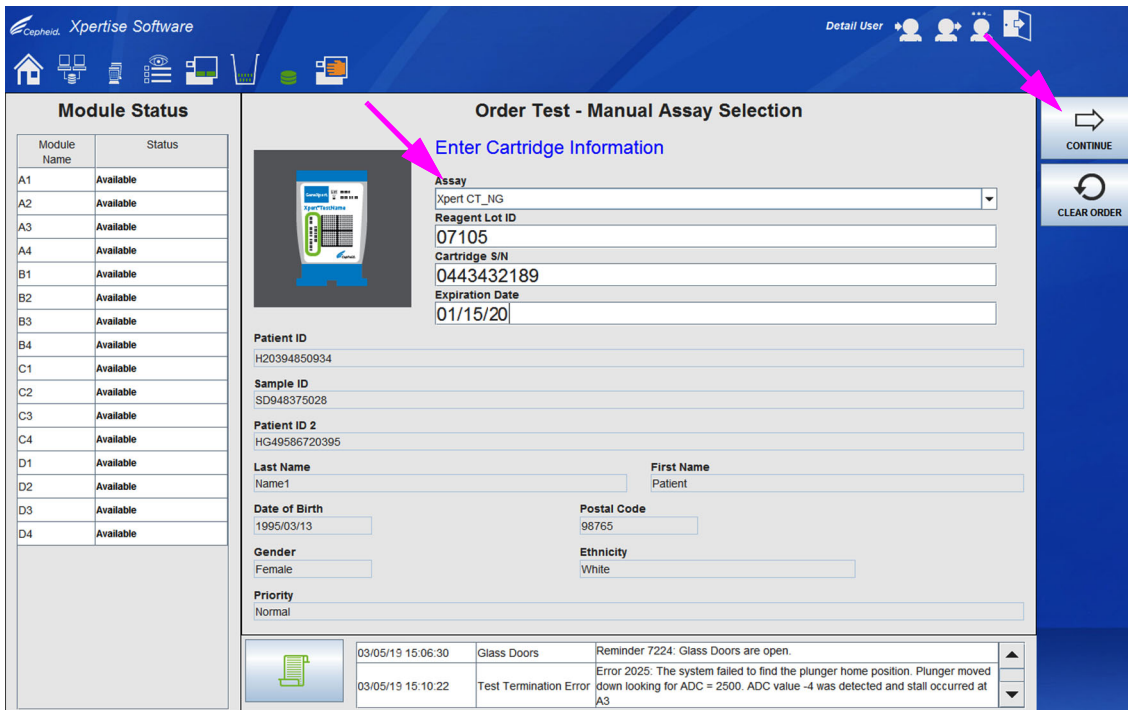 Cepheid. Xpertise Software
Detail User
Module Status
Module Name
Status
A1 Available
A2 Available
A3 Available
A4 Available
B1 Available
B2 Available
B3 Available
B4 Available
C1 Available
C2 Available
C3 Available
C4 Available
D1 Available
D2 Available
D3 Available
D4 Available
Order Test - Manual Assay Selection
Enter Cartridge Information
GeneXpert
Xpert®TestName
Cepheid.
Assay
Xpert CT_NG
Reagent Lot ID
07105
Cartridge S/N
0443432189
Expiration Date
01/15/20
Patient ID
H20394850934
Sample ID
SD948375028
Patient ID 2
HG49586720395
Last Name
Name1
First Name
Patient
Date of Birth
1995/03/13
Postal Code
98765
Gender
Female
Ethnicity
White
Priority
Normal
03/05/19 15:06:30 Glass Doors Reminder 7224: Glass Doors are open.
03/05/19 15:10:22 Test Termination Error
Error 2025: The system failed to find the plunger home position. Plunger moved
down looking for ADC = 2500. ADC value -4 was detected and stall occurred at
A3
CONTINUE
CLEAR ORDER